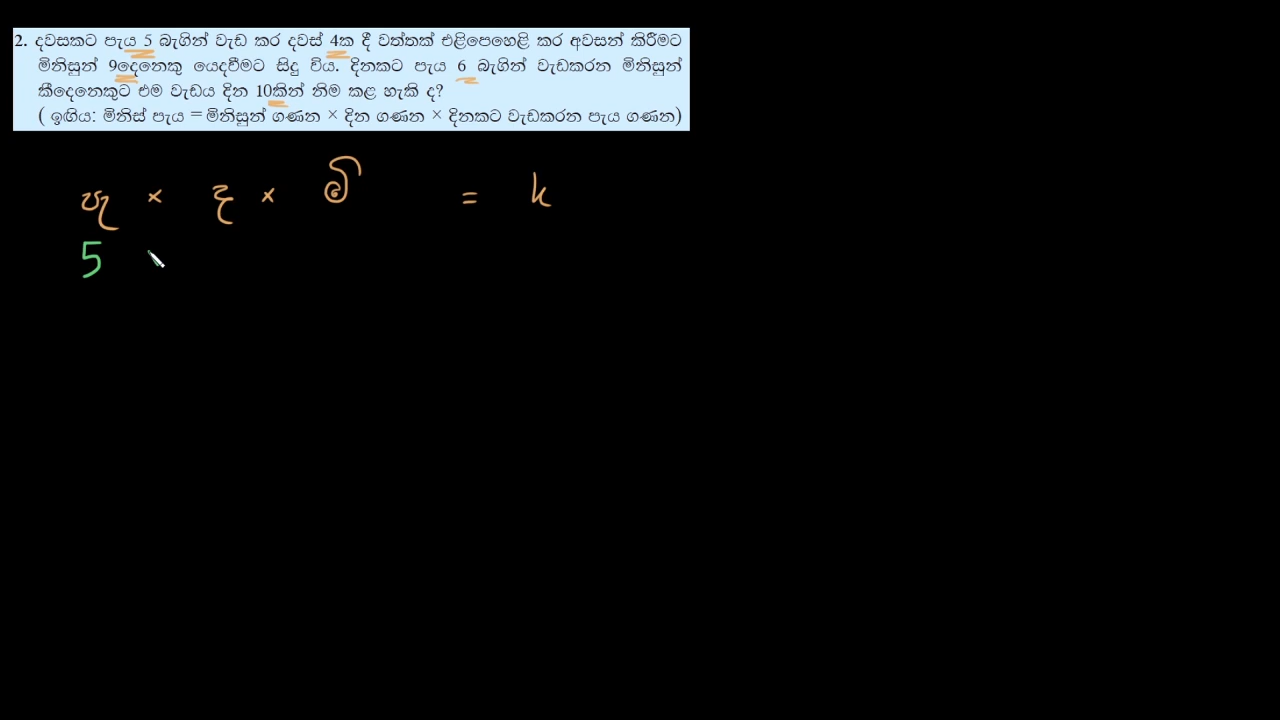 2. දවසකට පැය 5 බැගින් වැඩ කර දවස් 4ක දී වත්තක් එළිපෙහෙළි කර අවසන් කිරීමට
මිනිසුන් 9දෙනෙකු යෙදවීමට සිදු විය. දිනකට පැය 6 බැගින් වැඩකරන මිනිසුන්
කීදෙනෙකුට එම වැඩය දින 10කින් නිම කළ හැකි ද?
( ඉඟිය: මිනිස් පැය = මිනිසුන් ගණන × දින ගණන × දිනකට වැඩකරන පැය ගණන)
පැ × ද × මි = k
5